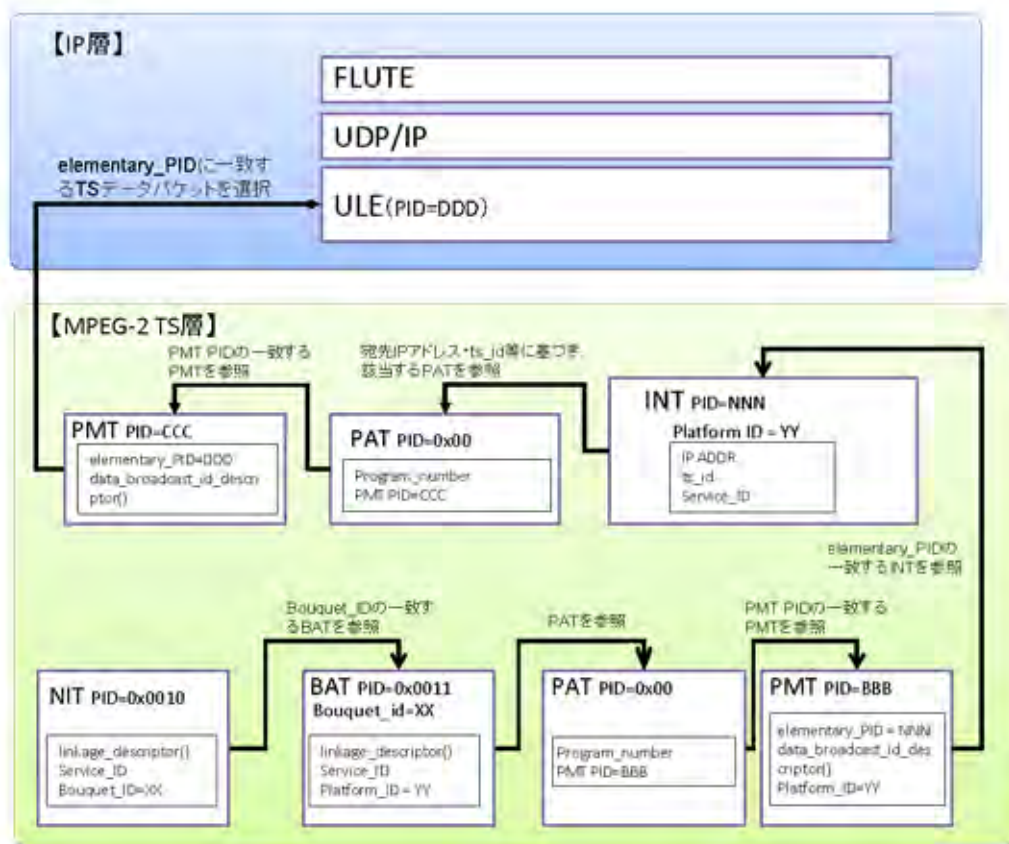 【IP層】
FLUTE
UDP/IP
elementary_PIDに一致す
るTSデータパケットを選択
ULE(PID=DDD)
【MPEG-2 TS層】
PMT PIDの一致する
PMTを参照
宛先IPアドレス・ts_id等に基づき、
該当するPATを参照
PMT PID=CCC
elementary_PID=DDD
data_broadcast_id_descri
ptor()
PAT PID=0x00
Program_number
PMT PID=CCC
INT PID=NNN
Platform ID = YY
IP ADDR
ts_id
Service_ID
elementary_PIDの
一致するINTを参照
Bouquet_IDの一致す
るBATを参照
PATを参照
PMT PIDの一致する
PMTを参照
NIT PID=0x0010
linkage_descriptor()
Service_ID
Bouquet_ID=XX
BAT PID=0x0011
Bouquet_id=XX
linkage_descriptor()
Service_ID
Platform_ID = YY
PAT PID=0x00
Program_number
PMT PID=BBB
PMT PID=BBB
elementary_PID = NNN
data_broadcast_id_des
criptor()
Platform_ID=YY